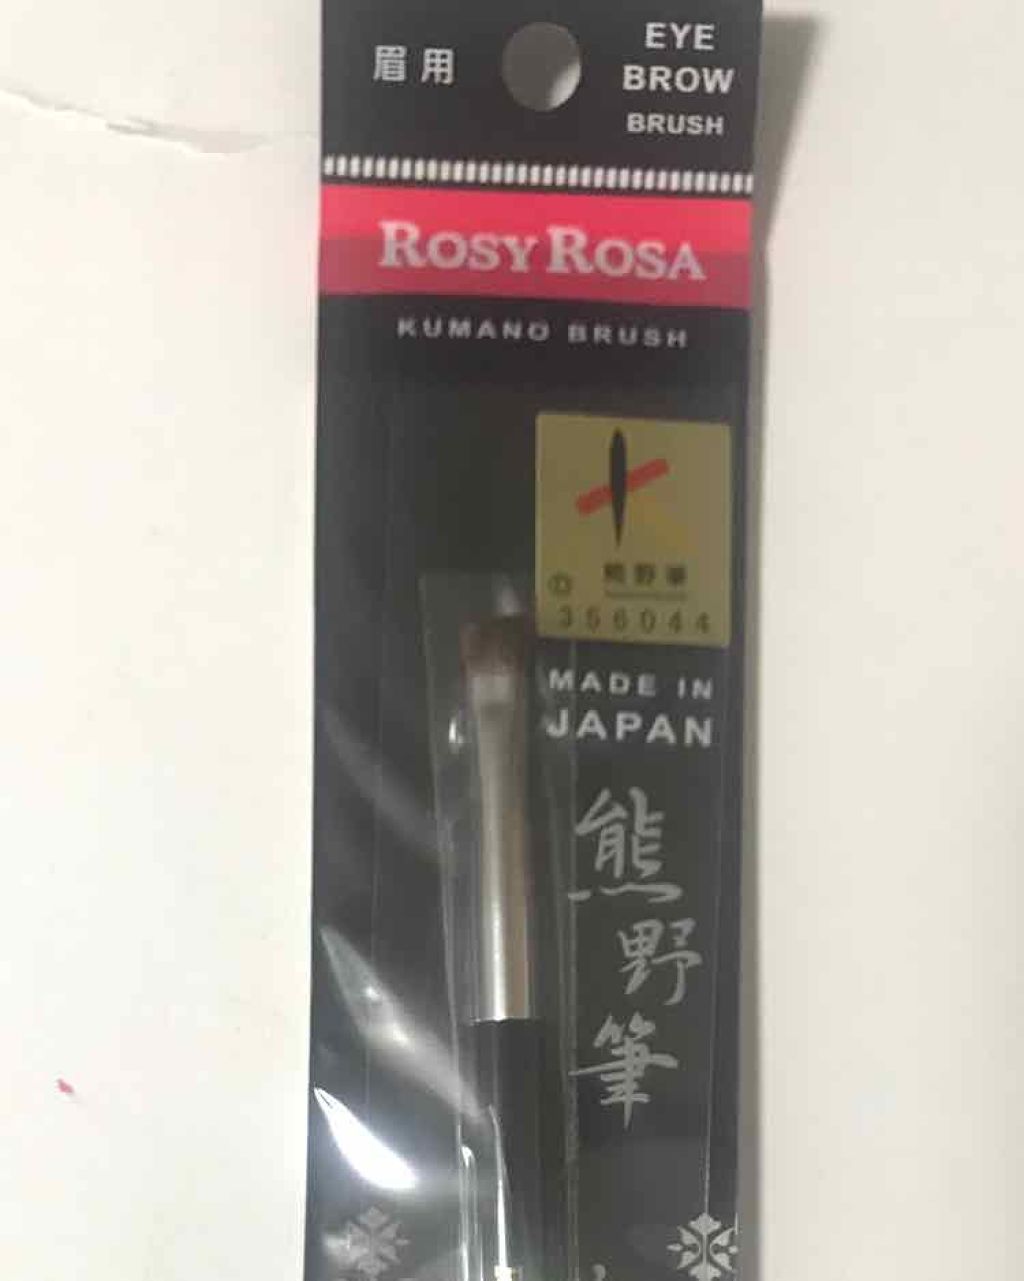 眉用
EYE
BROW
BRUSH
ROSY ROSA
KUMANO BRUSH
熊野筆
356044
MADE IN
JAPAN
熊野筆